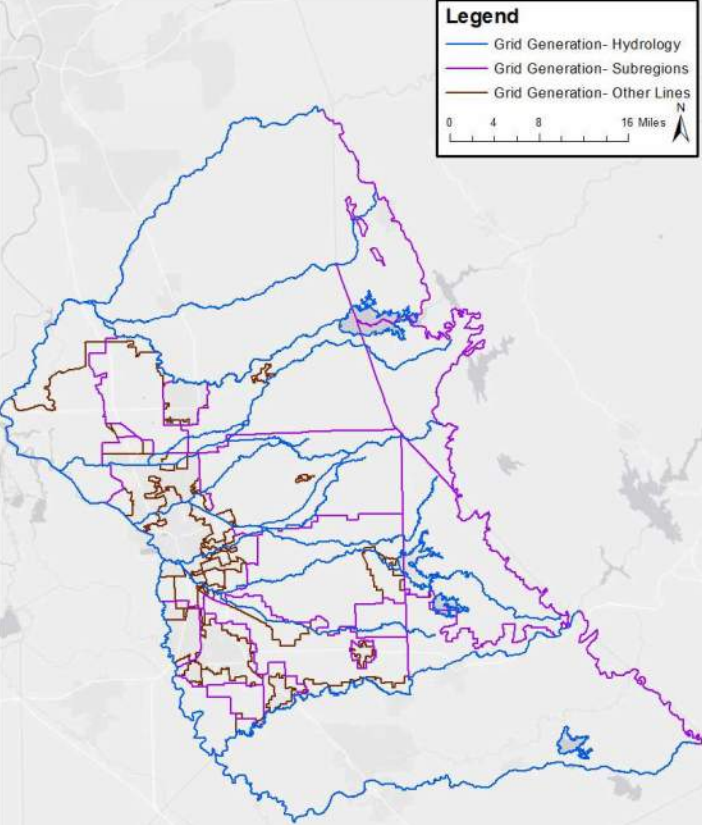 Legend
Grid Generation- Hydrology
Grid Generation- Subregions
Grid Generation- Other Lines
N
0 4 8 16 Miles